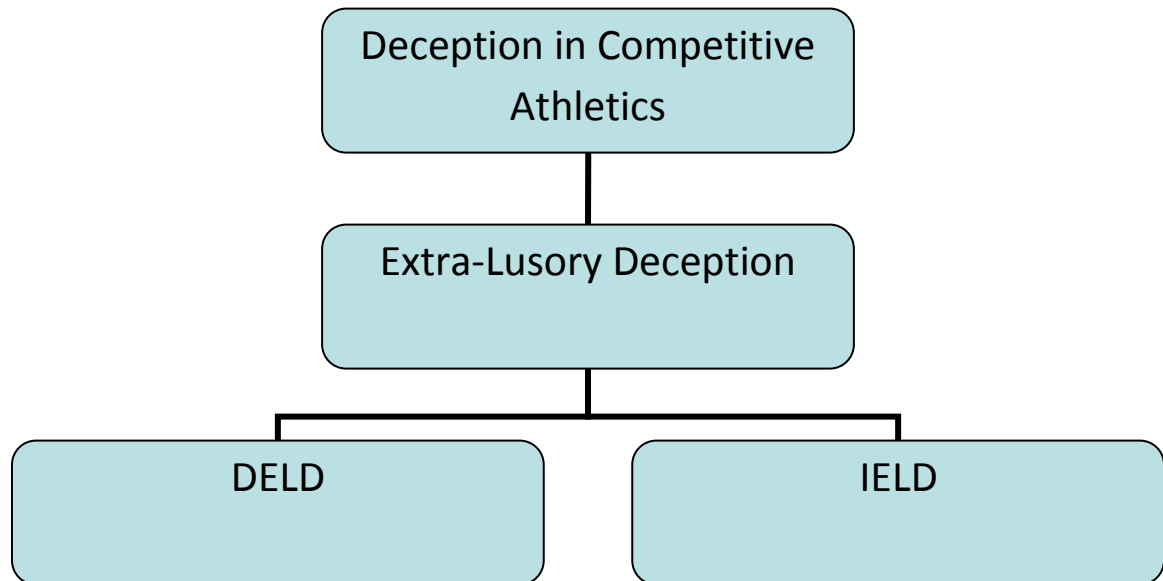 Deception in Competitive
Athletics
Extra-Lusory Deception
DELD
IELD